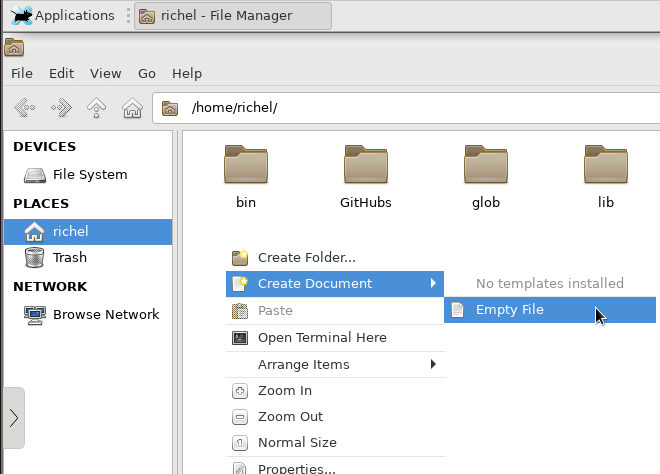 Applications richel - File Manager
File Edit View Go Help
/home/richel/
DEVICES
File System
PLACES
richel
Trash
NETWORK
Browse Network
bin GitHubs glob lib
Create Folder...
Create Document
No templates installed
Empty File
Paste
Open Terminal Here
Arrange Items
Zoom In
Zoom Out
Normal Size
Properties...